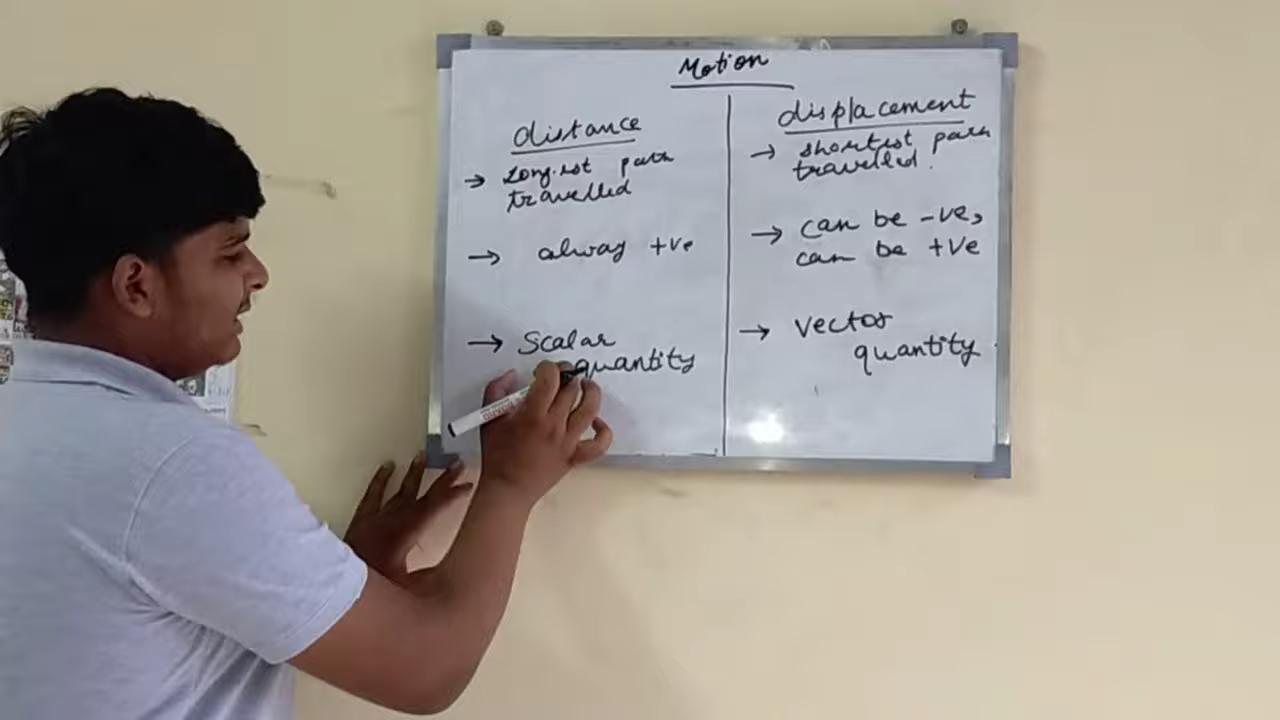 Motion
distance
→ Longest path
travelled
→ alway +ve
→ Scalar
quantity
displacement
→ shortest path
travelled.
→ can be -ve,
can be +ve
→ vector
quantity